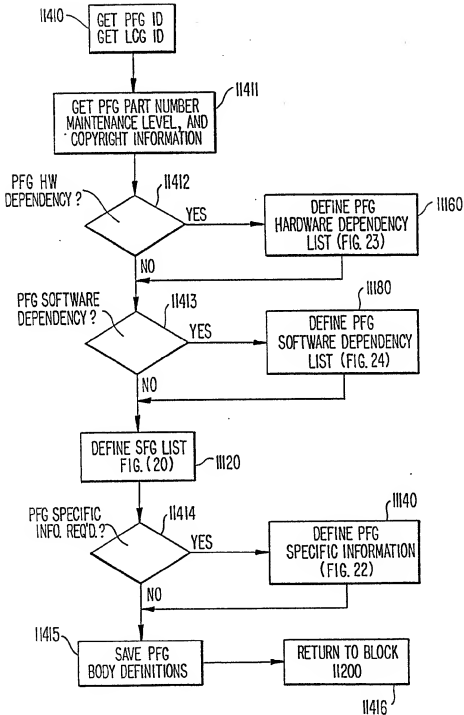 11410
GET PFG ID
GET LCG ID
11411
GET PFG PART NUMBER
MAINTENANCE LEVEL, AND
COPYRIGHT INFORMATION
11412
PFG HW
DEPENDENCY ?
YES
NO
11160
DEFINE PFG
HARDWARE DEPENDENCY
LIST (FIG. 23)
11413
PFG SOFTWARE
DEPENDENCY ?
YES
NO
11180
DEFINE PFG
SOFTWARE DEPENDENCY
LIST (FIG. 24)
DEFINE SFG LIST
FIG. (20)
11120
11414
PFG SPECIFIC
INFO. REQ'D. ?
YES
NO
11140
DEFINE PFG
SPECIFIC INFORMATION
(FIG. 22)
11415
SAVE PFG
BODY DEFINITIONS
RETURN TO BLOCK
11200
11416